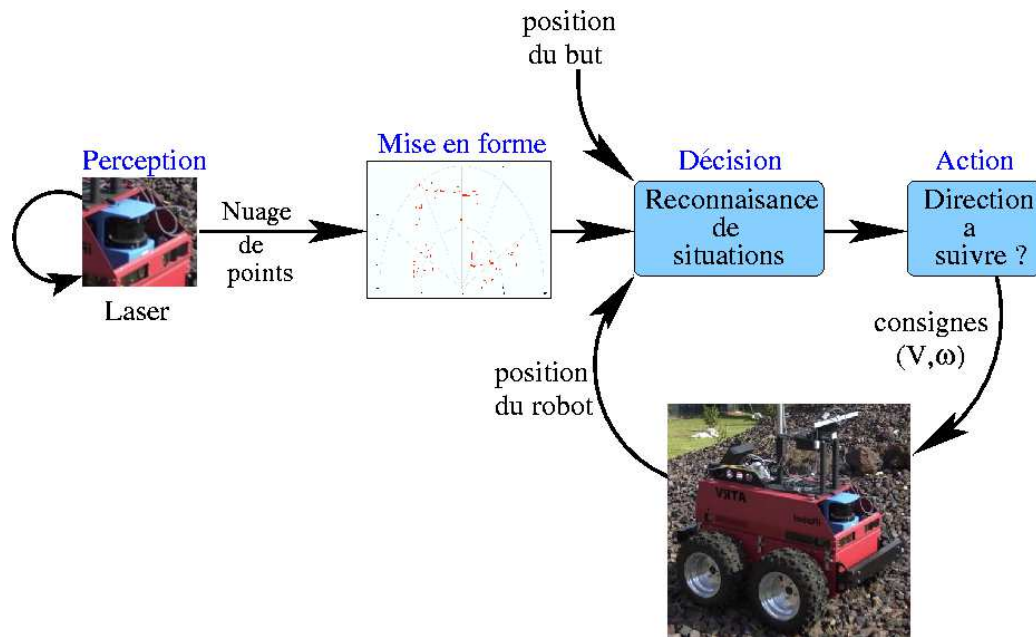 position
du but
Mise en forme
Perception
Décision
Action
Nuage
de
points
Reconnaisance
de
situations
Direction
a
suivre ?
Laser
consignes
(V,ω)
position
du robot